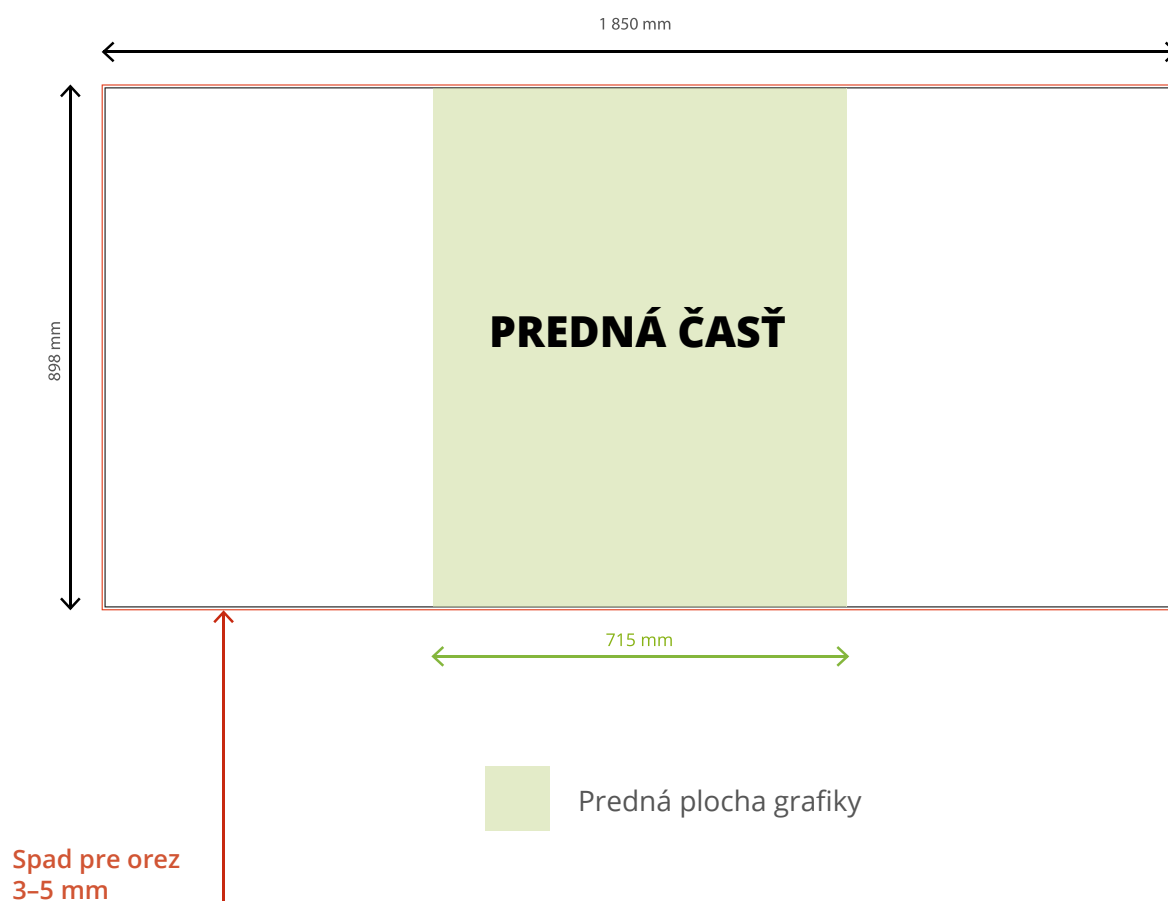 1 850 mm
898 mm
PREDNÁ ČASŤ
715 mm
Predná plocha grafiky
Spad pre orez
3–5 mm